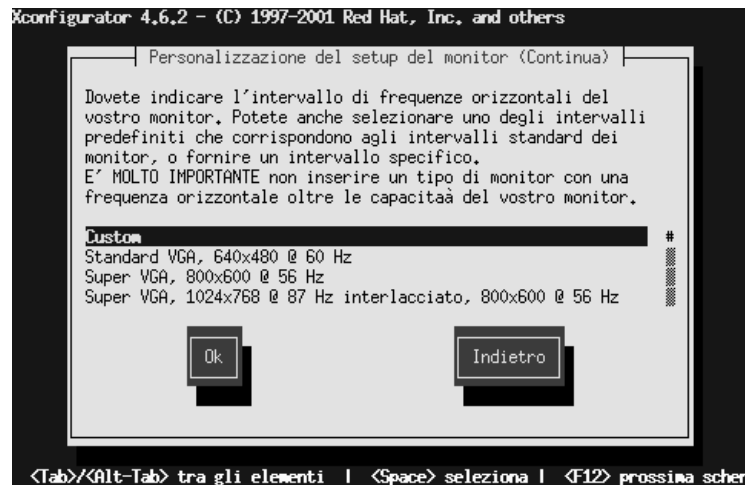 Xconfigurator 4.6.2 - (C) 1997-2001 Red Hat, Inc. and others
Personalizzazione del setup del monitor (Continua)
Dovete indicare l'intervallo di frequenze orizzontali del
vostro monitor. Potete anche selezionare uno degli intervalli
predefiniti che corrispondono agli intervalli standard dei
monitor, o fornire un intervallo specifico.
E' MOLTO IMPORTANTE non inserire un tipo di monitor con una
frequenza orizzontale oltre le capacitaà del vostro monitor.
Custom #
Standard VGA, 640x480 @ 60 Hz
Super VGA, 800x600 @ 56 Hz
Super VGA, 1024x768 @ 87 Hz interlacciato, 800x600 @ 56 Hz
Ok Indietro
<Tab>/<Alt-Tab> tra gli elementi | <Space> seleziona | <F12> prossima scher